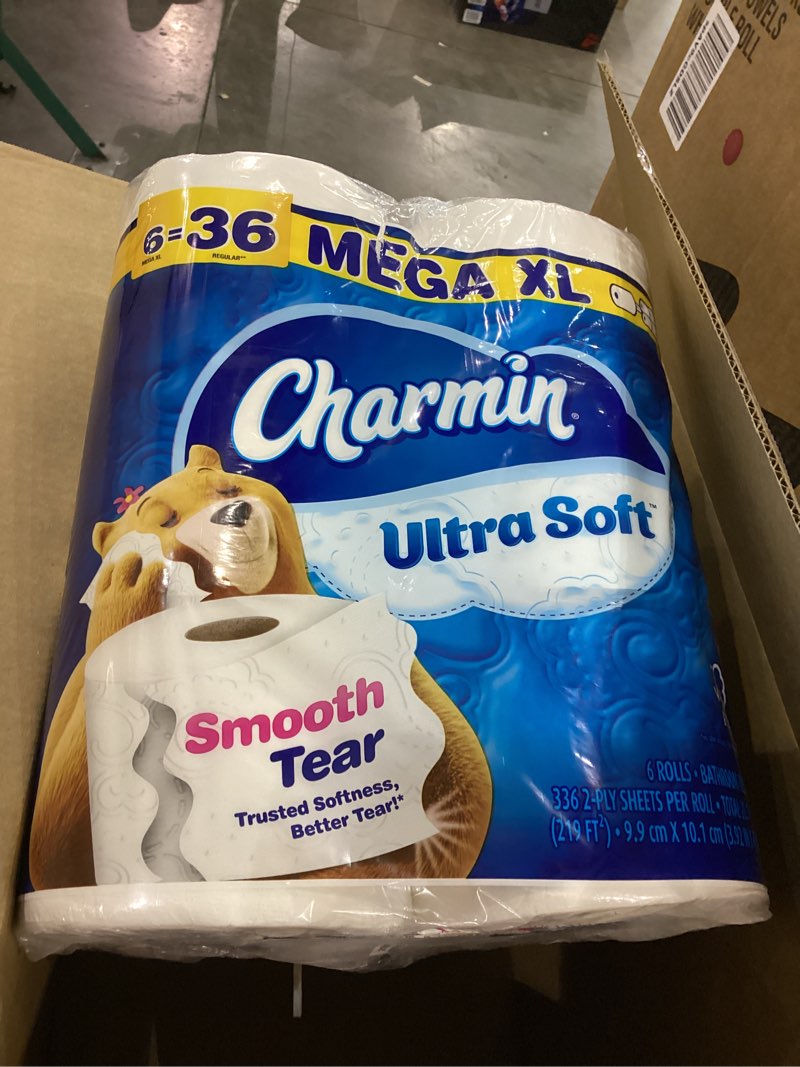 6=36
MEGA XL
REGULAR**
MEGA XL
Charmin®
Ultra Soft™
Smooth
Tear
Trusted Softness,
Better Tear!*
6 ROLLS •
336 2-PLY SHEETS PER ROLL •
(219 FT²) • 9.9 cm X 10.1 cm